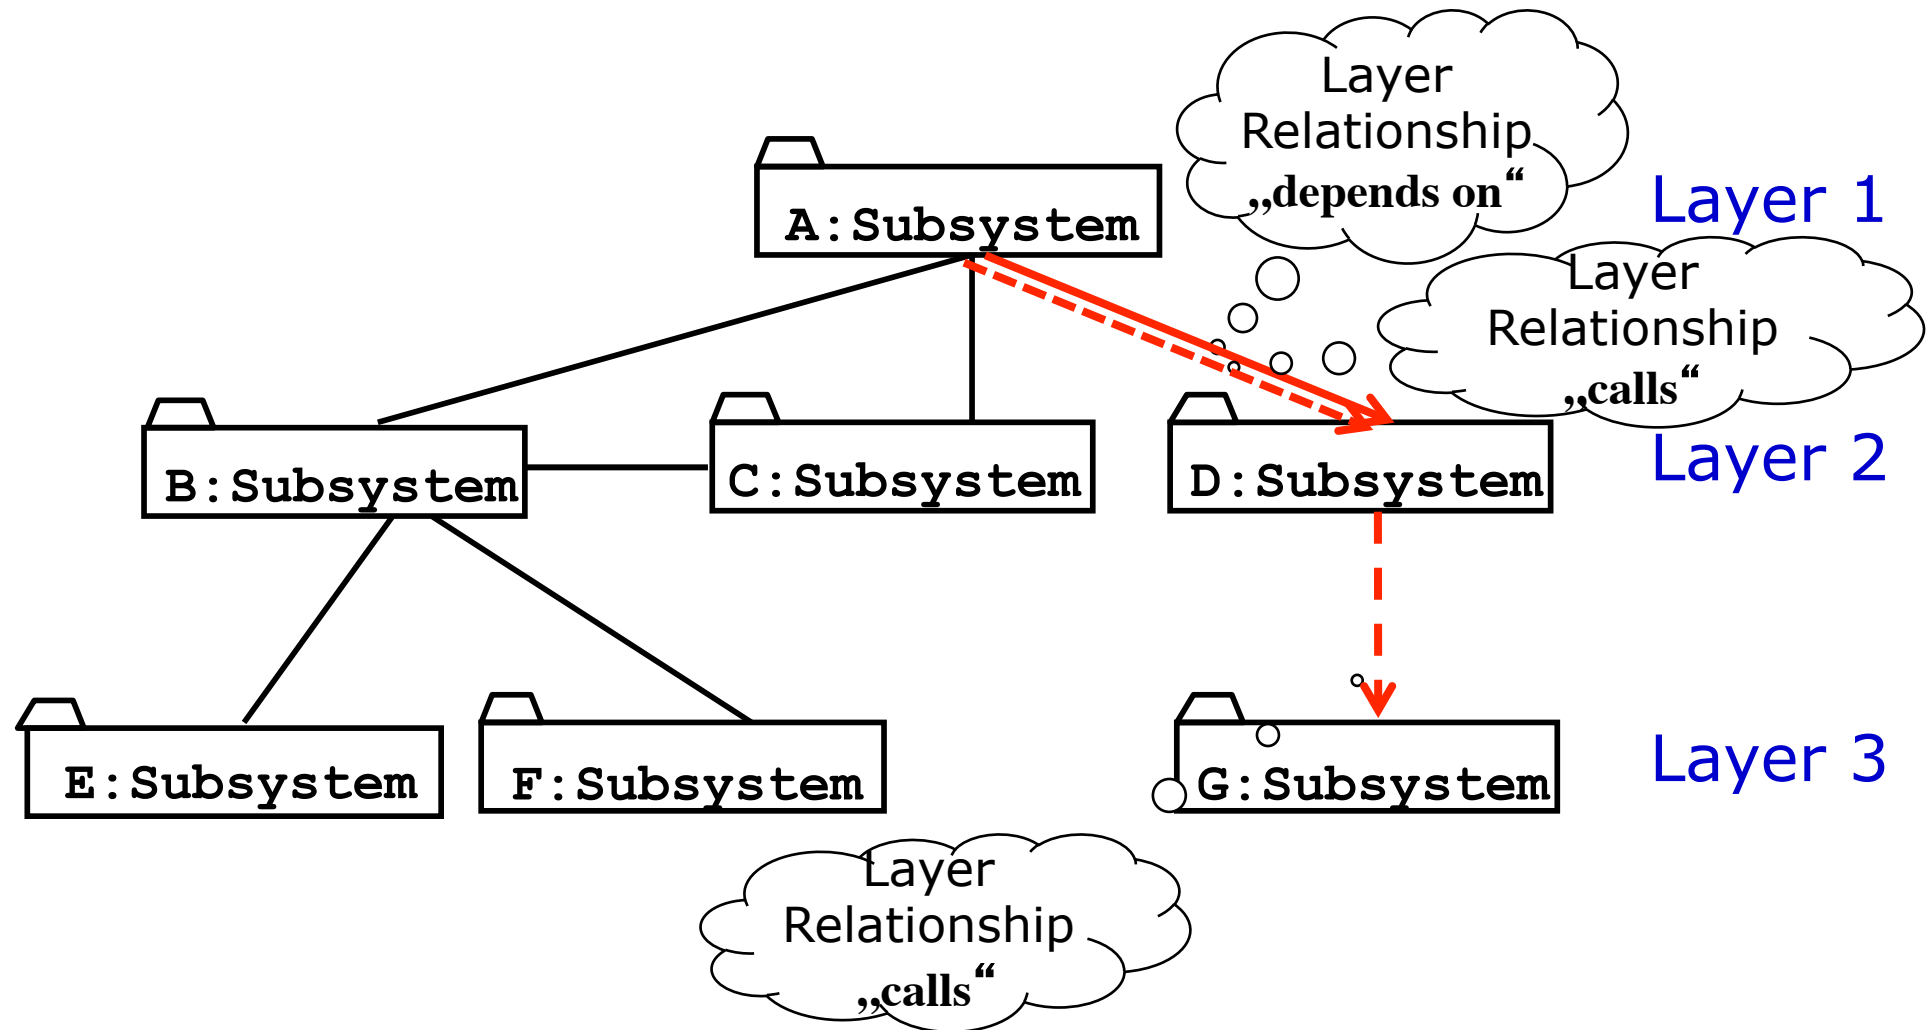 Layer
Relationship
„depends on“
A:Subsystem
Layer 1
Layer
Relationship
„calls“
B:Subsystem
C:Subsystem
D:Subsystem
Layer 2
E:Subsystem
F:Subsystem
G:Subsystem
Layer 3
Layer
Relationship
„calls“